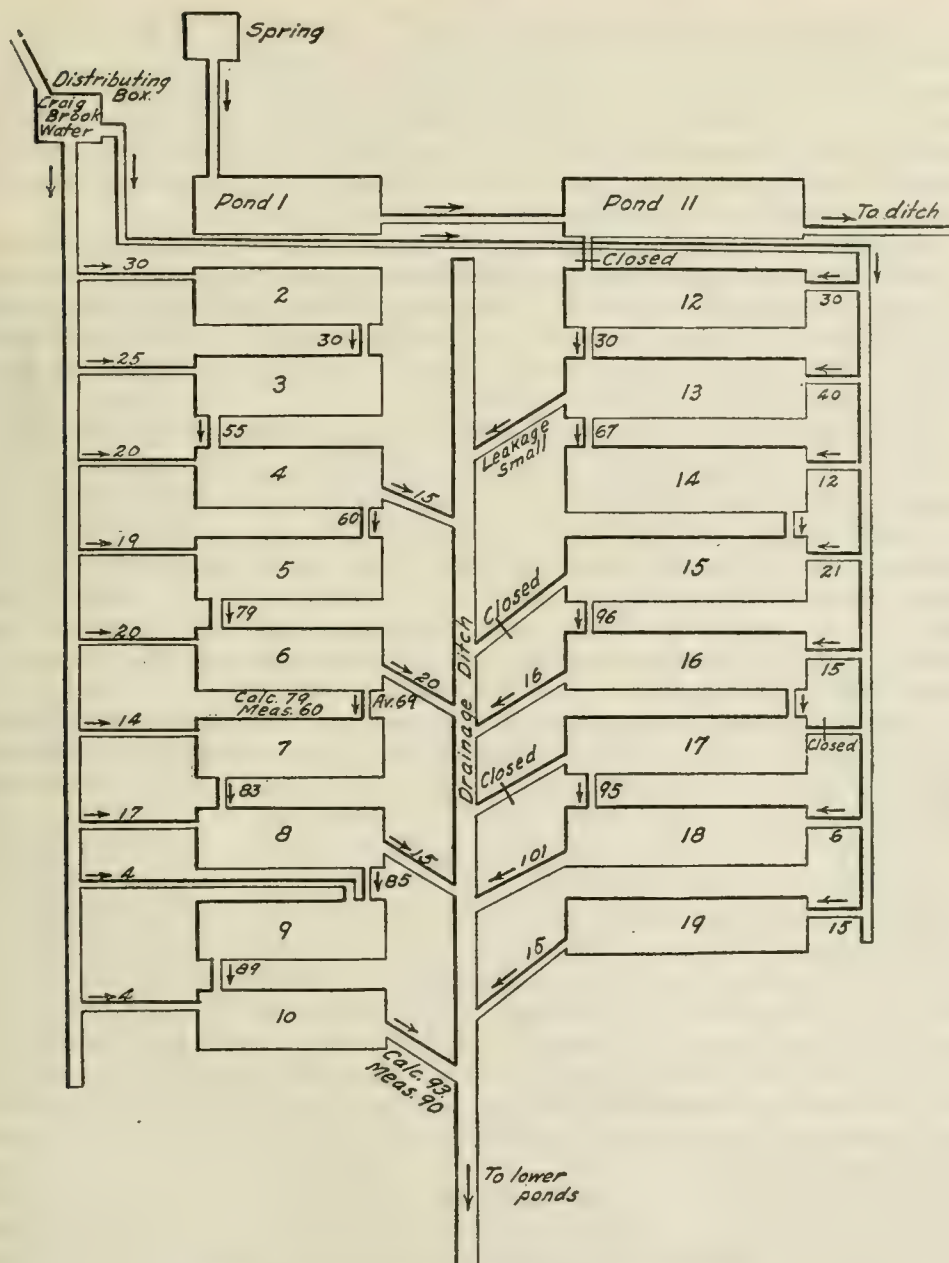 Spring
Distributing
Box.
Craig
Brook
Water
Pond 1
Pond 11
To ditch
Closed
30
2
12
30
30
30
25
3
13
40
55
67
Leakage
Small
20
4
14
12
15
60
19
5
15
21
Closed
79
96
20
6
16
15
20
16
Calc. 79
Meas. 60
Av. 69
Drainage Ditch
14
7
17
Closed
Closed
83
95
17
8
18
6
15
101
4
85
9
19
15
15
89
4
10
Calc. 93.
Meas. 90
To lower
ponds